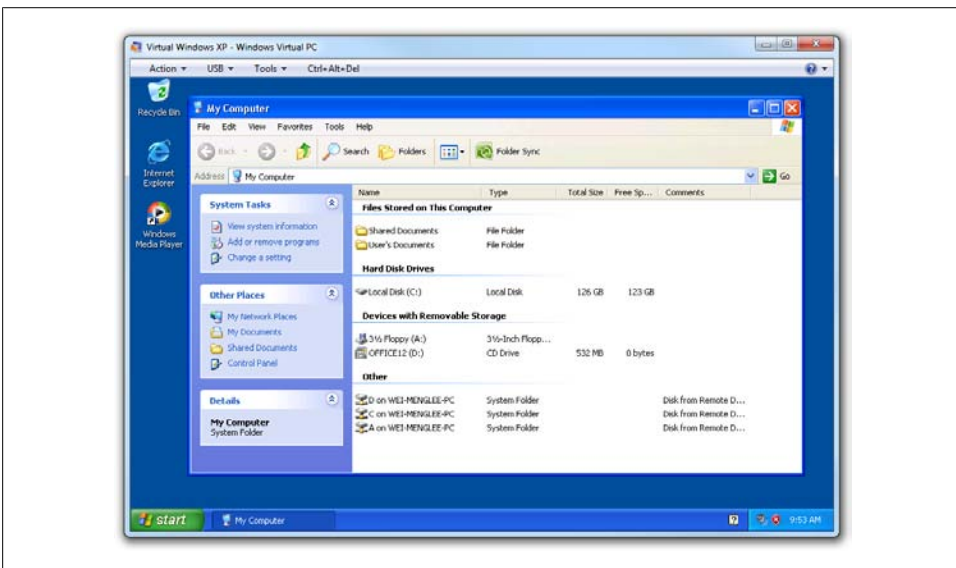 Virtual Windows XP - Windows Virtual PC
Action USB Tools Ctrl+Alt+Del
Recycle Bin
My Computer
File Edit View Favorites Tools Help
Back Search Folders Folder Sync
Address My Computer Go
Internet Explorer
Windows Media Player
System Tasks
View system information
Add or remove programs
Change a setting
Other Places
My Network Places
My Documents
Shared Documents
Control Panel
Details
My Computer
System Folder
Name Type Total Size Free Sp... Comments
Files Stored on This Computer
Shared Documents File Folder
User's Documents File Folder
Hard Disk Drives
Local Disk (C:) Local Disk 126 GB 123 GB
Devices with Removable Storage
3½ Floppy (A:) 3½-Inch Flopp...
OFFICE12 (D:) CD Drive 532 MB 0 bytes
Other
D on WEI-MENGLEE-PC System Folder Disk from Remote D...
C on WEI-MENGLEE-PC System Folder Disk from Remote D...
A on WEI-MENGLEE-PC System Folder Disk from Remote D...
start My Computer 9:53 AM